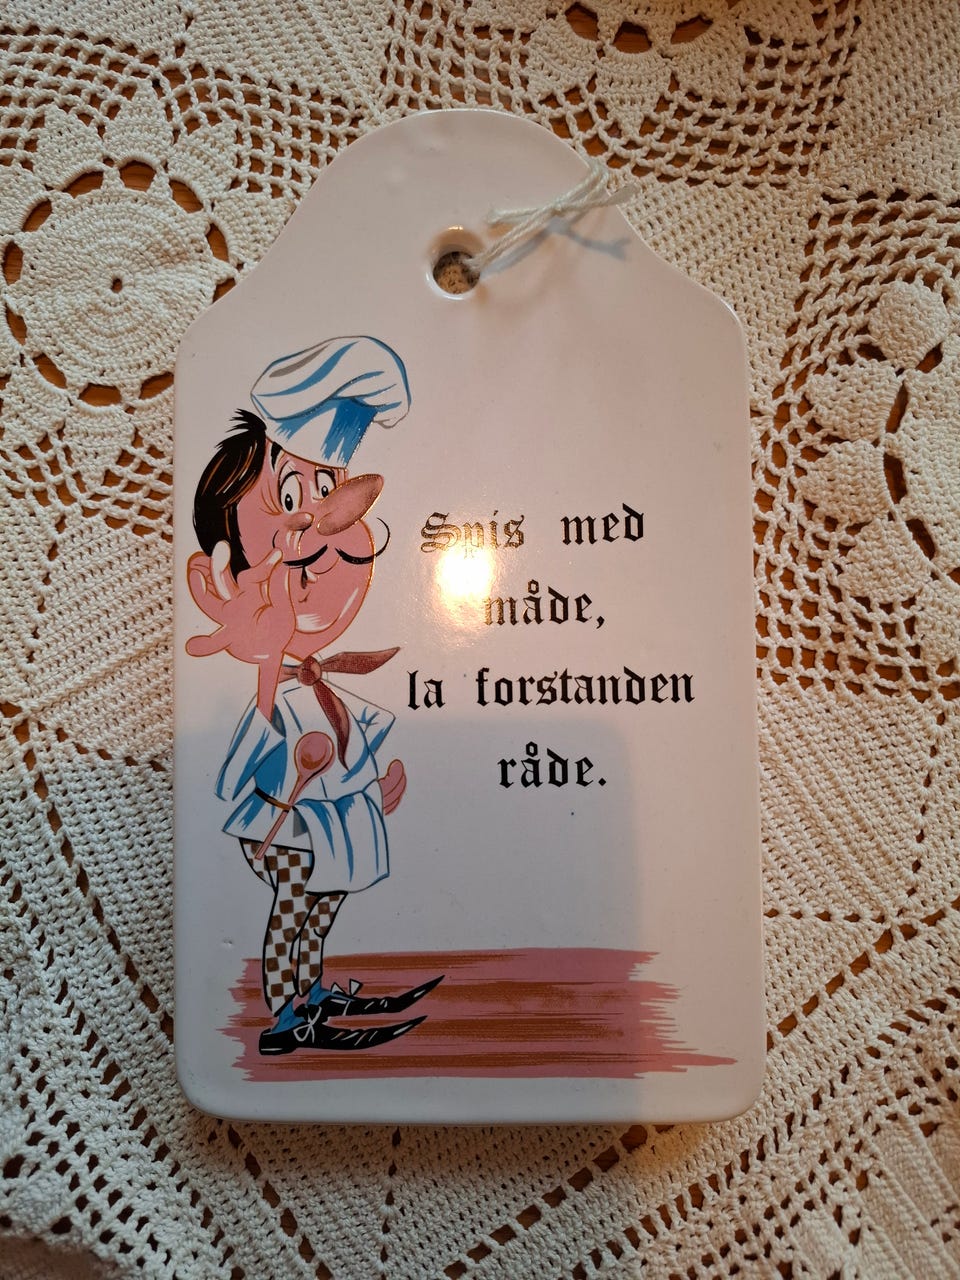 Spis med
måde,
la forstanden
råde.